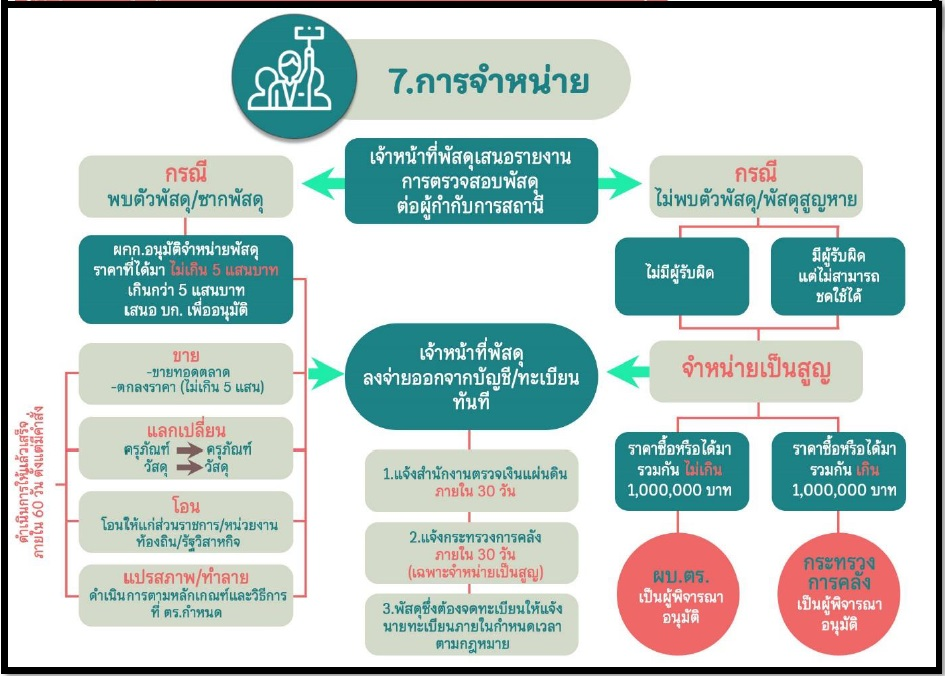 7.การจำหน่าย
เจ้าหน้าที่พัสดุเสนอรายงาน
การตรวจสอบพัสดุ
ต่อผู้กำกับการสถานี
กรณี
พบตัวพัสดุ/ซากพัสดุ
ผกก.อนุมัติจำหน่ายพัสดุ
ราคาที่ได้มา ไม่เกิน 5 แสนบาท
เกินกว่า 5 แสนบาท
เสนอ บก. เพื่ออนุมัติ
ขาย
-ขายทอดตลาด
-ตกลงราคา (ไม่เกิน 5 แสน)
แลกเปลี่ยน
ครุภัณฑ์ ครุภัณฑ์
วัสดุ วัสดุ
โอน
โอนให้แก่ส่วนราชการ/หน่วยงาน
ท้องถิ่น/รัฐวิสาหกิจ
แปรสภาพ/ทำลาย
ดำเนินการตามหลักเกณฑ์และวิธีการ
ที่ ตร.กำหนด
ดำเนินการให้แล้วเสร็จ
ภายใน 60 วัน ตั้งแต่มีคำสั่ง
เจ้าหน้าที่พัสดุ
ลงจ่ายออกจากบัญชี/ทะเบียน
ทันที
1.แจ้งสำนักงานตรวจเงินแผ่นดิน
ภายใน 30 วัน
2.แจ้งกระทรวงการคลัง
ภายใน 30 วัน
(เฉพาะจำหน่ายเป็นสูญ)
3.พัสดุซึ่งต้องจดทะเบียนให้แจ้ง
นายทะเบียนภายในกำหนดเวลา
ตามกฎหมาย
กรณี
ไม่พบตัวพัสดุ/พัสดุสูญหาย
ไม่มีผู้รับผิด
มีผู้รับผิด
แต่ไม่สามารถ
ชดใช้ได้
จำหน่ายเป็นสูญ
ราคาซื้อหรือได้มา
รวมกัน ไม่เกิน
1,000,000 บาท
ราคาซื้อหรือได้มา
รวมกัน เกิน
1,000,000 บาท
ผบ.ตร.
เป็นผู้พิจารณา
อนุมัติ
กระทรวง
การคลัง
เป็นผู้พิจารณา
อนุมัติ